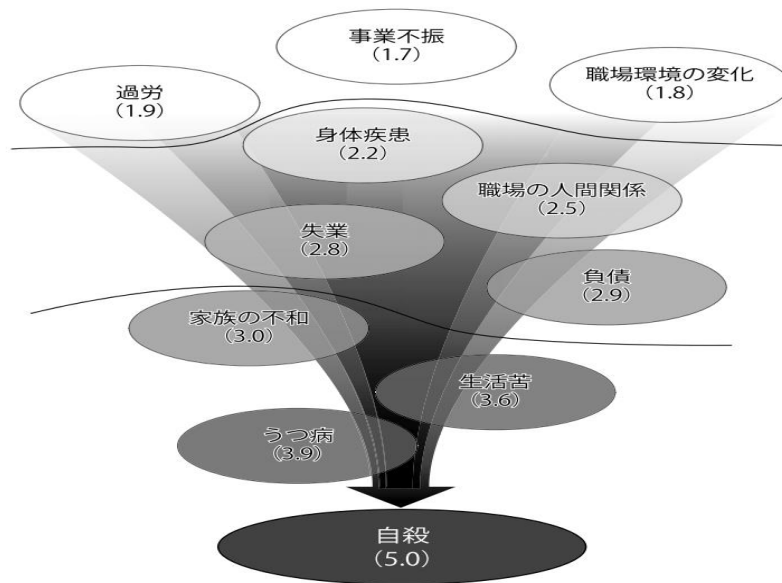 事業不振
(1.7)
過労
(1.9)
職場環境の変化
(1.8)
身体疾患
(2.2)
職場の人間関係
(2.5)
失業
(2.8)
負債
(2.9)
家族の不和
(3.0)
生活苦
(3.6)
うつ病
(3.9)
自殺
(5.0)